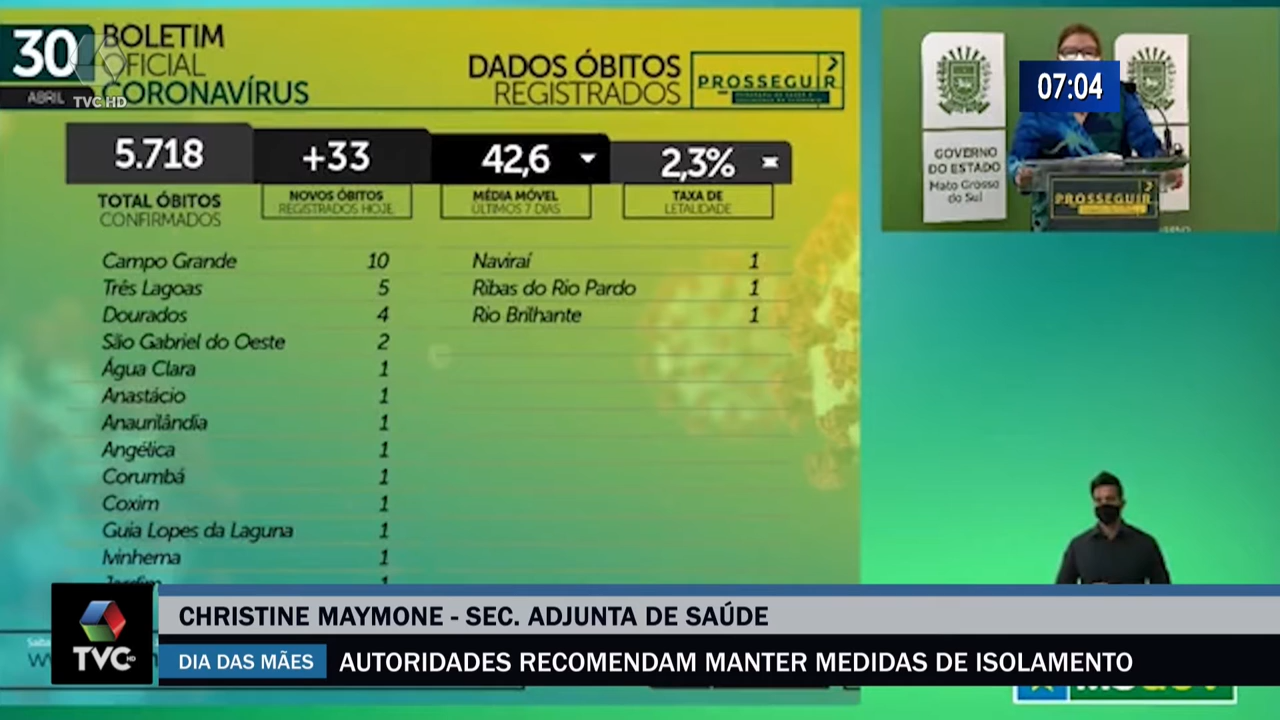 30
ABRIL
BOLETIM
OFICIAL
CORONAVÍRUS
TVC HD
DADOS ÓBITOS
REGISTRADOS
PROSSEGUIR
5.718
+33
42,6
2,3%
TOTAL ÓBITOS
CONFIRMADOS
NOVOS ÓBITOS
REGISTRADOS HOJE
MÉDIA MÓVEL
ÚLTIMOS 7 DIAS
TAXA DE
LETALIDADE
Campo Grande 10
Três Lagoas 5
Dourados 4
São Gabriel do Oeste 2
Água Clara 1
Anastácio 1
Anaurilândia 1
Angélica 1
Corumbá 1
Coxim 1
Guia Lopes da Laguna 1
Ivinhema 1
Jardim 1
Naviraí 1
Ribas do Rio Pardo 1
Rio Brilhante 1
07:04
GOVERNO
DO ESTADO
Mato Grosso
do Sul
PROSSEGUIR
CHRISTINE MAYMONE - SEC. ADJUNTA DE SAÚDE
TVC HD
DIA DAS MÃES
AUTORIDADES RECOMENDAM MANTER MEDIDAS DE ISOLAMENTO